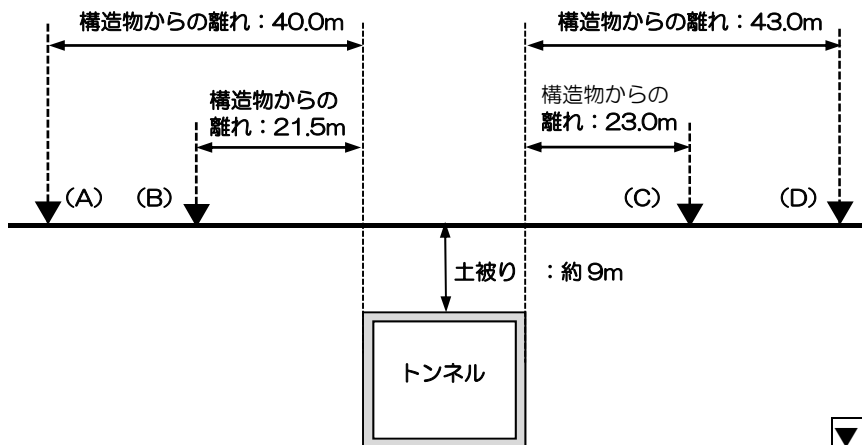 構造物からの離れ：40.0m
構造物からの離れ：43.0m
構造物からの
離れ：21.5m
構造物からの
離れ：23.0m
（A）
（B）
（C）
（D）
土被り　：約 9m
トンネル